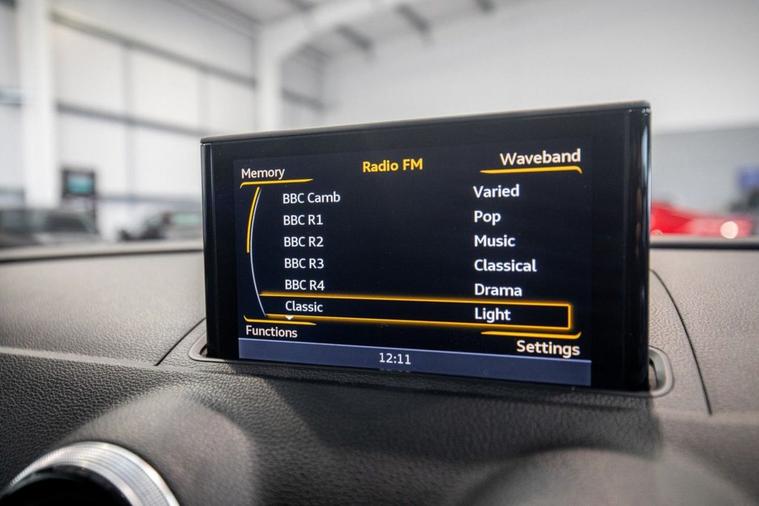 Memory Radio FM Waveband
BBC Camb Varied
BBC R1 Pop
BBC R2 Music
BBC R3 Classical
BBC R4 Drama
Classic Light
Functions Settings
12:11